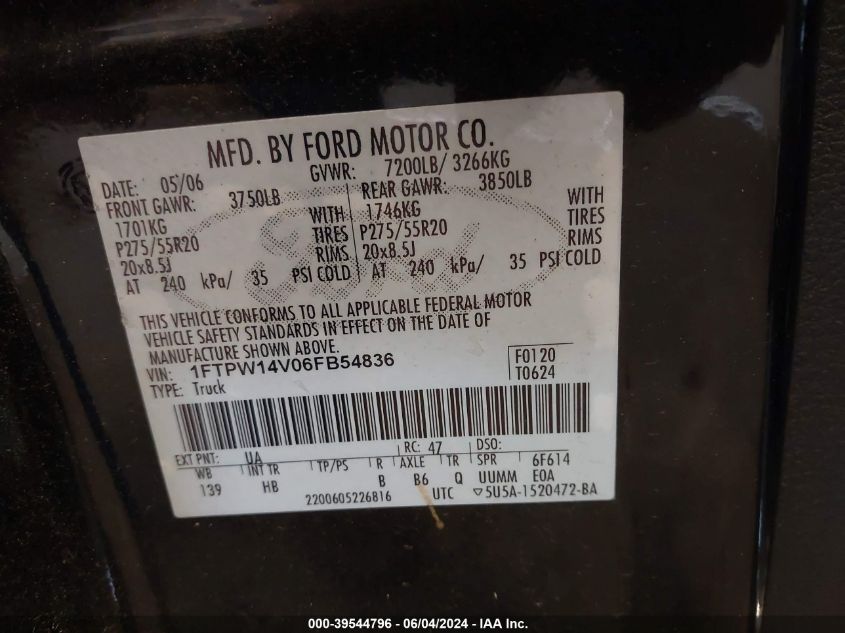 MFD. BY FORD MOTOR CO.
DATE: 05/06 GVWR: 7200LB/ 3266KG
FRONT GAWR: 3750LB REAR GAWR: 3850LB
1701KG WITH 1746KG WITH
P275/55R20 TIRES P275/55R20 TIRES
20x8.5J RIMS 20x8.5J RIMS
AT 240 kPa/ 35 PSI COLD AT 240 kPa/ 35 PSI COLD
Ford
THIS VEHICLE CONFORMS TO ALL APPLICABLE FEDERAL MOTOR
VEHICLE SAFETY STANDARDS IN EFFECT ON THE DATE OF
MANUFACTURE SHOWN ABOVE.
VIN: 1FTPW14V06FB54836 F0120
TYPE: Truck T0624
EXT PNT: UA RC: 47 DSO:
WB INT TR TP/PS R AXLE TR SPR 6F614
139 HB B B6 Q UUMM E0A
2200605226816 UTC ▽5U5A-1520472-BA
000-39544796 - 06/04/2024 - IAA Inc.